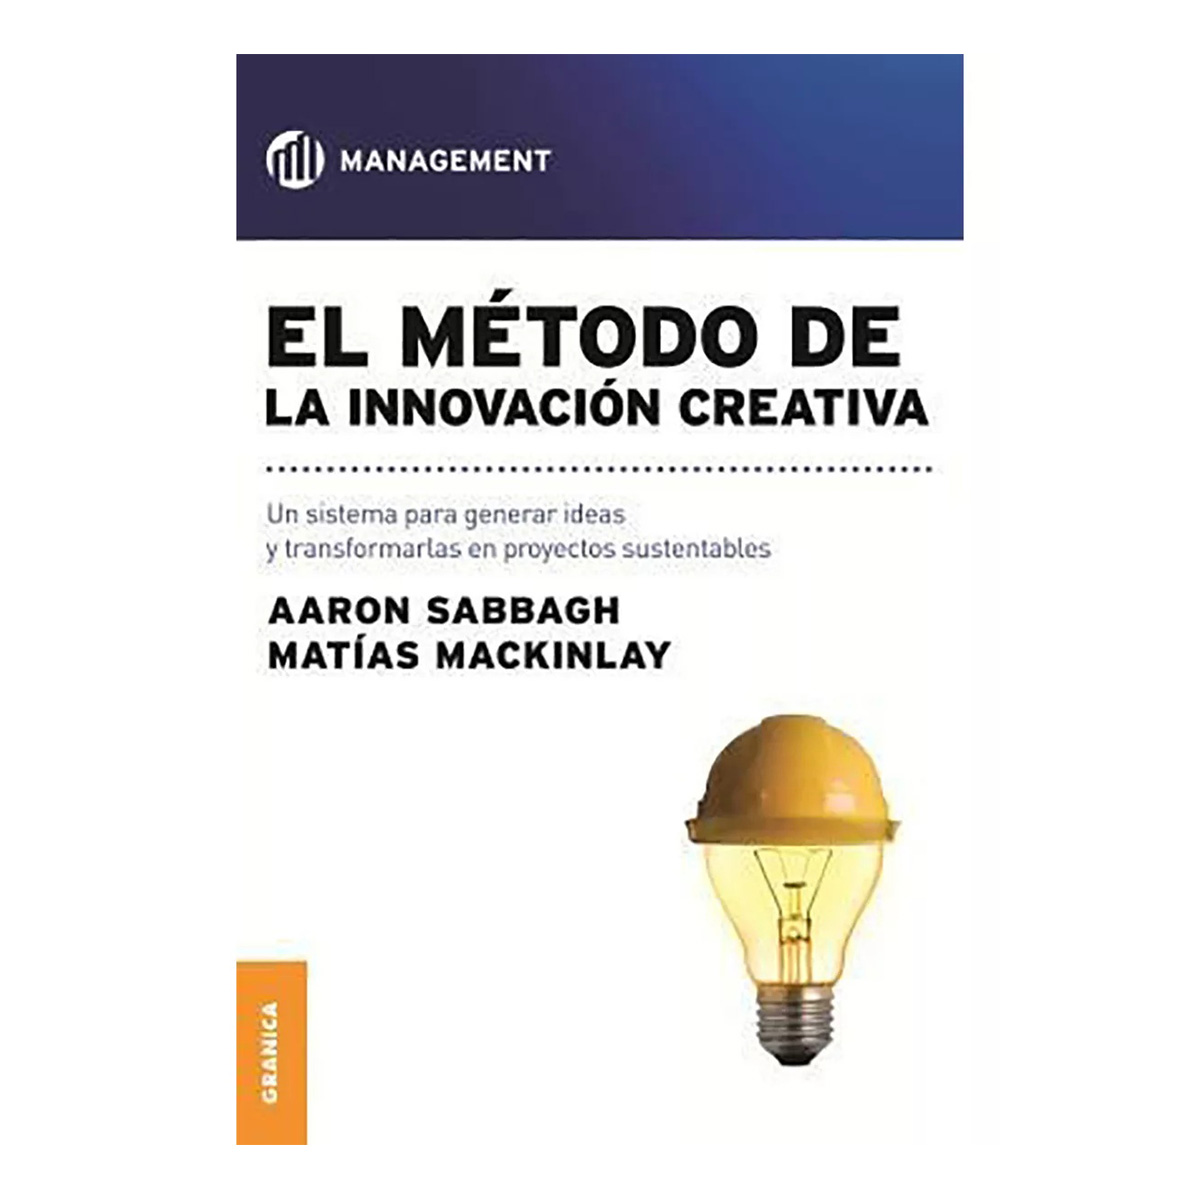 MANAGEMENT
EL MÉTODO DE
LA INNOVACIÓN CREATIVA
Un sistema para generar ideas
y transformarlas en proyectos sustentables
AARON SABBAGH
MATÍAS MACKINLAY
GRANICA